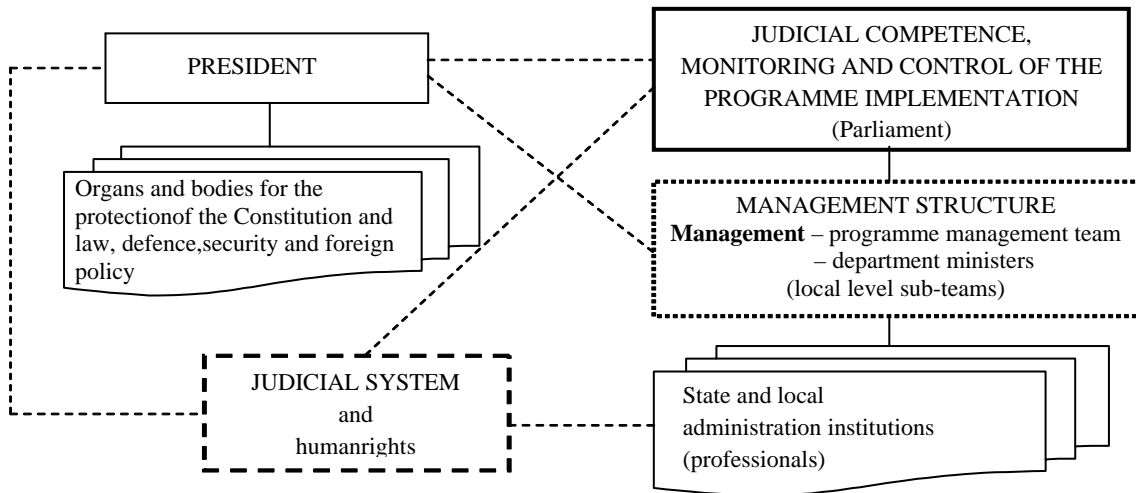 PRESIDENT
JUDICIAL COMPETENCE,
MONITORING AND CONTROL OF THE
PROGRAMME IMPLEMENTATION
(Parliament)
Organs and bodies for the
protectionof the Constitution and
law, defence,security and foreign
policy
MANAGEMENT STRUCTURE
Management – programme management team
– department ministers
(local level sub-teams)
JUDICIAL SYSTEM
and
humanrights
State and local
administration institutions
(professionals)